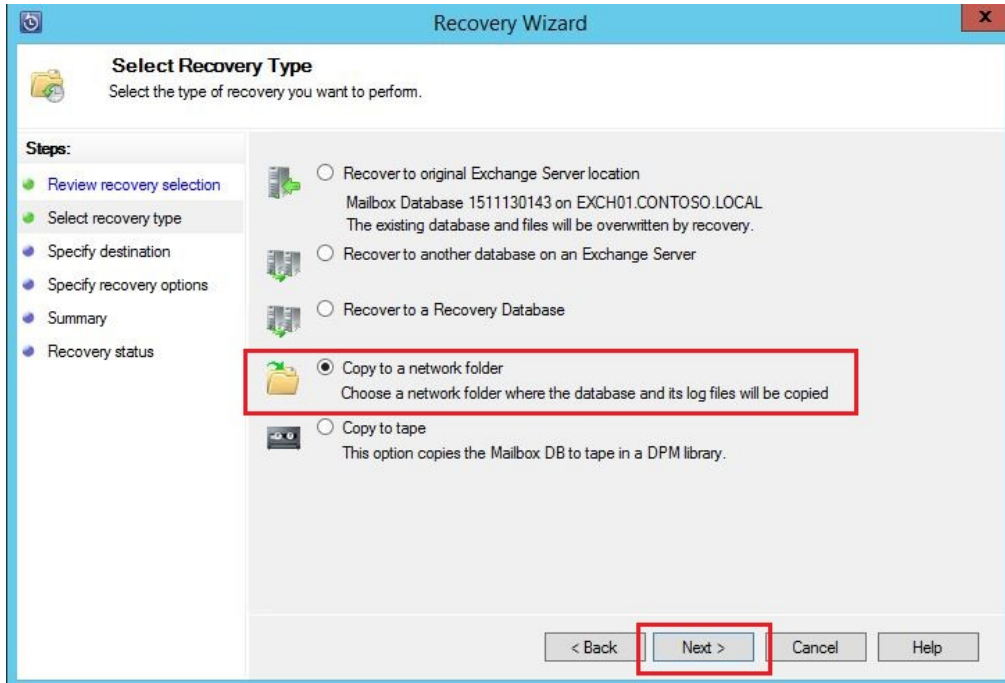 Recovery Wizard
x
Select Recovery Type
Select the type of recovery you want to perform.
Steps:
Review recovery selection
Select recovery type
Specify destination
Specify recovery options
Summary
Recovery status
Recover to original Exchange Server location
Mailbox Database 1511130143 on EXCH01.CONTOSO.LOCAL
The existing database and files will be overwritten by recovery.
Recover to another database on an Exchange Server
Recover to a Recovery Database
Copy to a network folder
Choose a network folder where the database and its log files will be copied
Copy to tape
This option copies the Mailbox DB to tape in a DPM library.
< Back
Next >
Cancel
Help